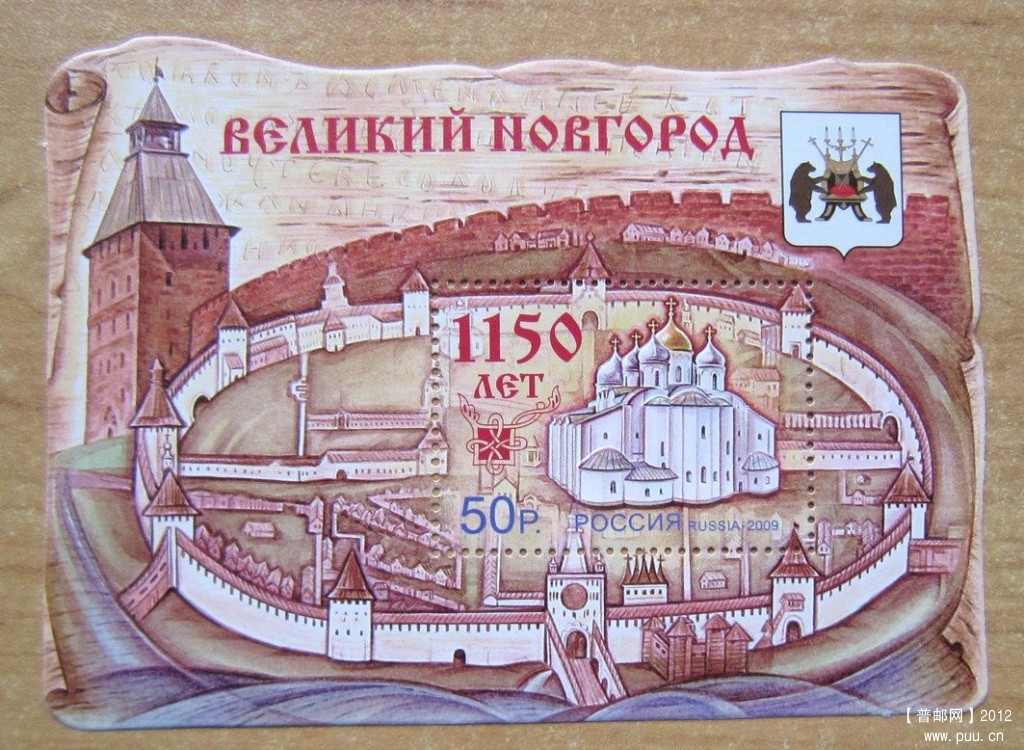 ВЕЛИКИЙ НОВГОРОД
1150
ЛЕТ
50Р. РОССИЯ RUSSIA·2009
【普邮网】2012
www.puu.cn